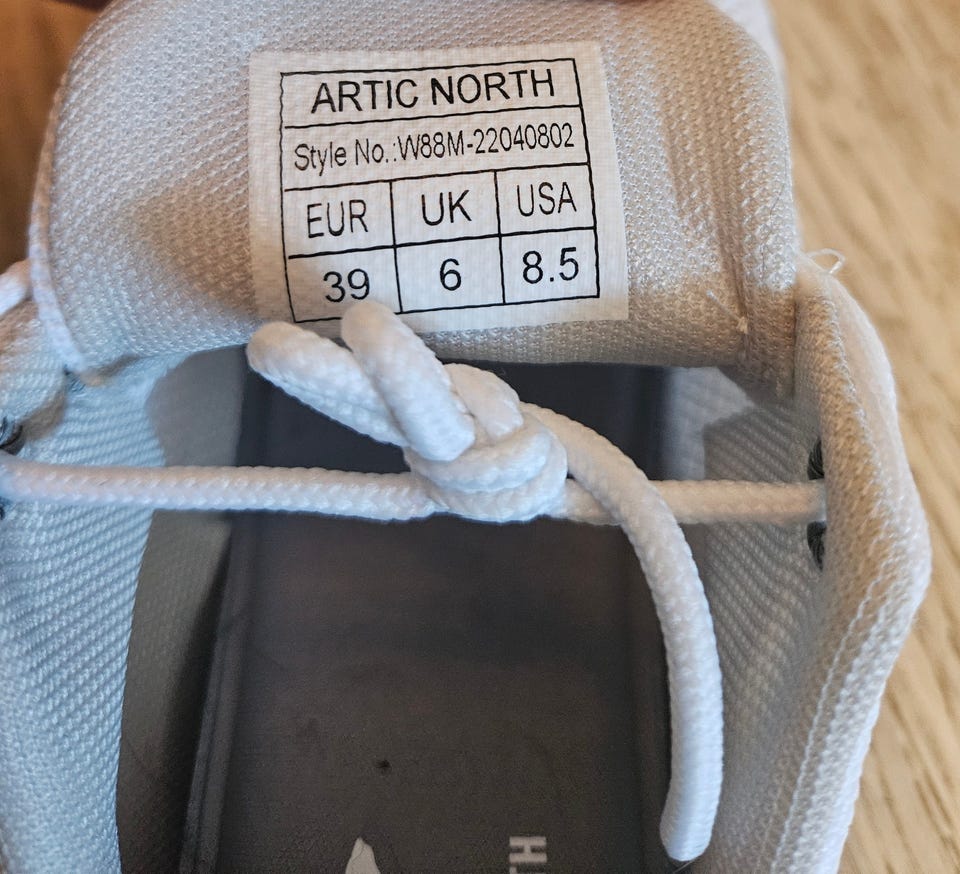 ARTIC NORTH
Style No.:W88M-22040802
EUR UK USA
39 6 8.5